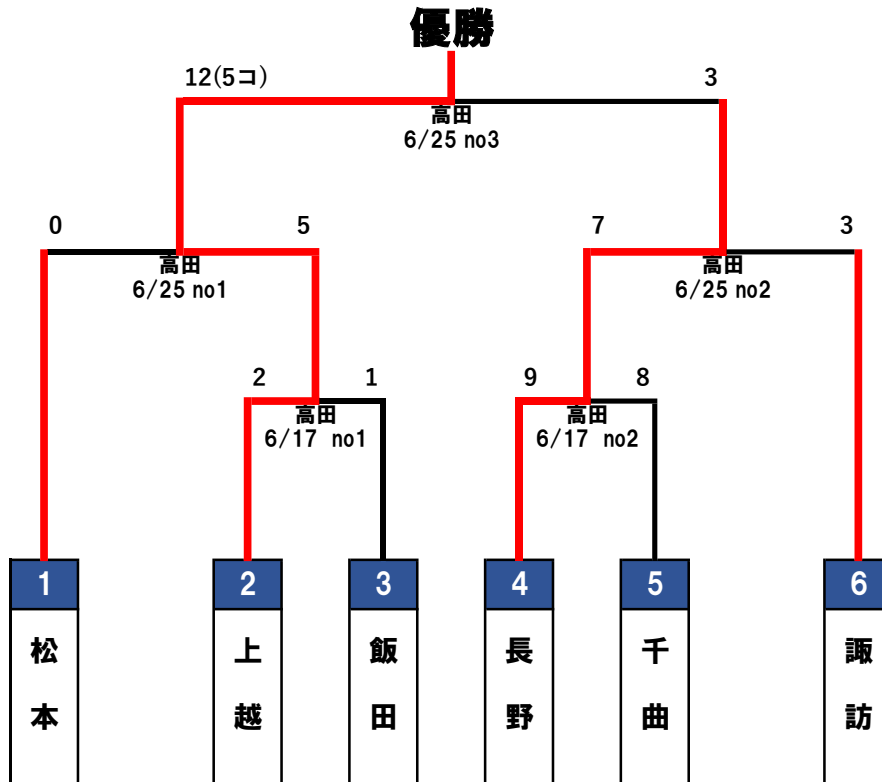 優勝
12(5コ) 3
高田
6/25 no3
0 5 7 3
高田 高田
6/25 no1 6/25 no2
2 1 9 8
高田 高田
6/17 no1 6/17 no2
1 2 3 4 5 6
松本 上越 飯田 長野 千曲 諏訪